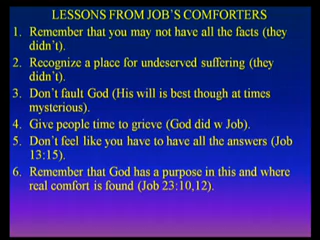 LESSONS FROM JOB'S COMFORTERS
1. Remember that you may not have all the facts (they
didn't).
2. Recognize a place for undeserved suffering (they
didn't).
3. Don't fault God (His will is best though at times
mysterious).
4. Give people time to grieve (God did w Job).
5. Don't feel like you have to have all the answers (Job
13:15).
6. Remember that God has a purpose in this and where
real comfort is found (Job 23:10,12).